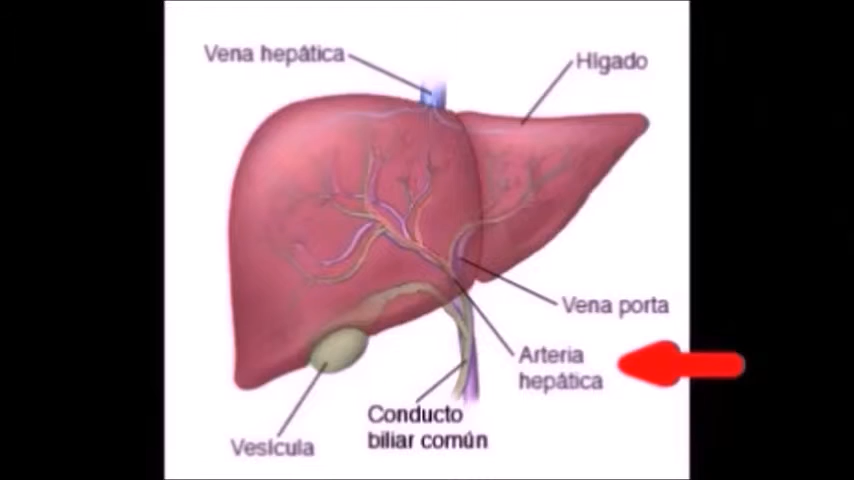 Vena hepática
Hígado
Vena porta
Arteria
hepática
Conducto
biliar común
Vesícula